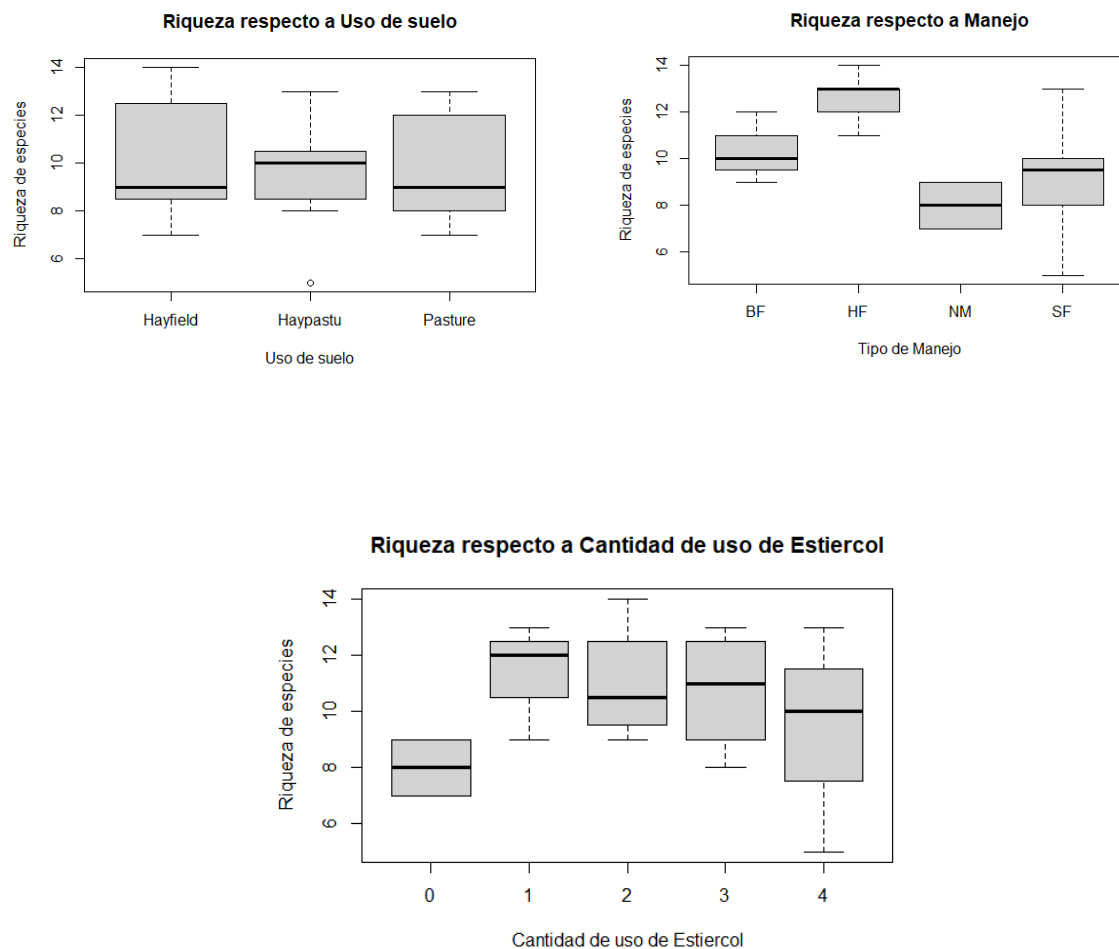 Riqueza respecto a Uso de suelo
Riqueza de especies
14
12
10
8
6
Hayfield Haypastu Pasture
Uso de suelo
Riqueza respecto a Manejo
Riqueza de especies
14
12
10
8
6
BF HF NM SF
Tipo de Manejo
Riqueza respecto a Cantidad de uso de Estiercol
Riqueza de especies
14
12
10
8
6
0 1 2 3 4
Cantidad de uso de Estiercol